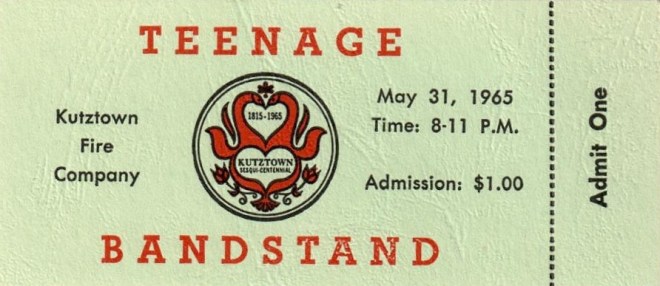 TEENAGE
Kutztown
Fire
Company
1815-1965
KUTZTOWN
SESQUI-CENTENNIAL
May 31, 1965
Time: 8-11 P.M.
Admission: $1.00
BANDSTAND
Admit One